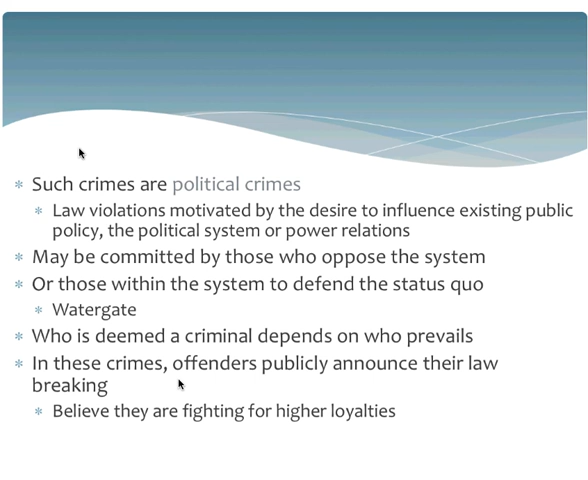 Such crimes are political crimes
Law violations motivated by the desire to influence existing public
policy, the political system or power relations
May be committed by those who oppose the system
Or those within the system to defend the status quo
Watergate
Who is deemed a criminal depends on who prevails
In these crimes, offenders publicly announce their law
breaking
Believe they are fighting for higher loyalties